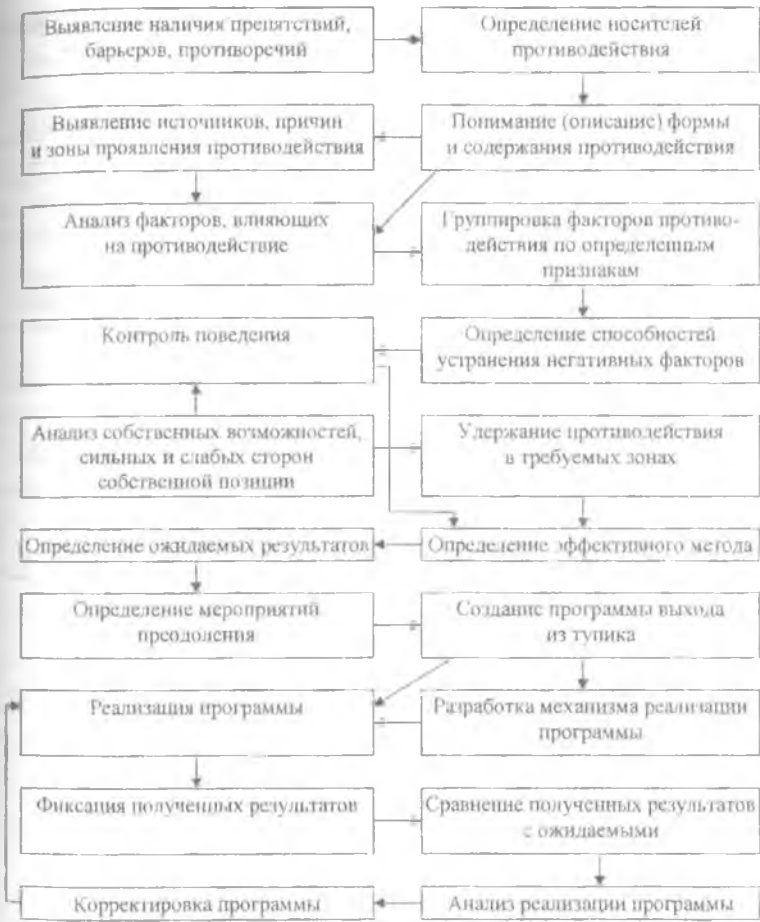 Выявление наличия препятствий,
барьеров, противоречий
Определение носителей
противодействия
Выявление источников, причин
и зоны проявления противодействия
Понимание (описание) формы
и содержания противодействия
Анализ факторов, влияющих
на противодействие
Группировка факторов противо-
действия по определенным
признакам
Контроль поведения
Определение способностей
устранения негативных факторов
Анализ собственных возможностей,
сильных и слабых сторон
собственной позиции
Удержание противодействия
в требуемых зонах
Определение ожидаемых результатов
Определение эффективного метода
Определение мероприятий
преодоления
Создание программы выхода
из тупика
Реализация программы
Разработка механизма реализации
программы
Фиксация полученных результатов
Сравнение полученных результатов
с ожидаемыми
Корректировка программы
Анализ реализации программы